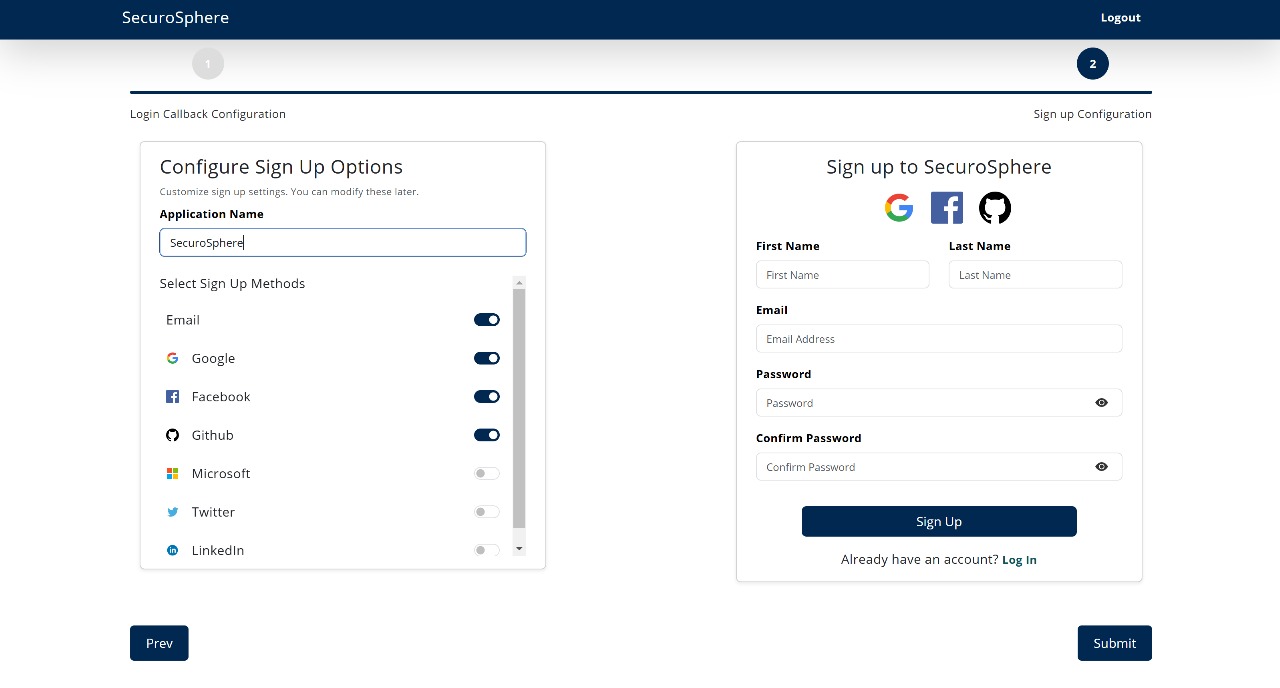 SecuroSphere
Logout
1
2
Login Callback Configuration
Sign up Configuration
Configure Sign Up Options
Customize sign up settings. You can modify these later.
Application Name
SecuroSphere
Select Sign Up Methods
Email
Google
Facebook
Github
Microsoft
Twitter
LinkedIn
Sign up to SecuroSphere
First Name
Last Name
First Name
Last Name
Email
Email Address
Password
Password
Confirm Password
Confirm Password
Sign Up
Already have an account? Log In
Prev
Submit